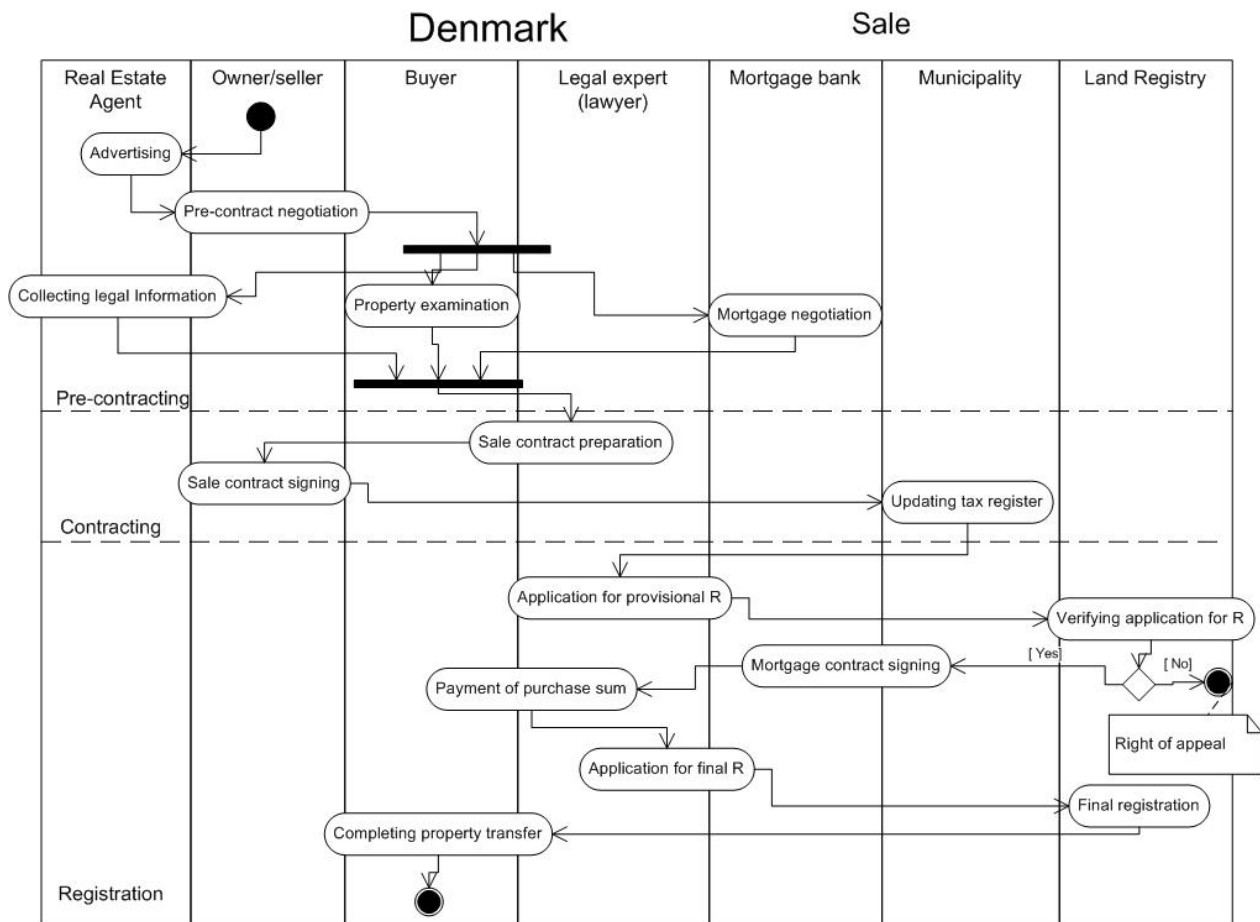 Denmark
Sale
Real Estate
Agent
Owner/seller
Buyer
Legal expert
(lawyer)
Mortgage bank
Municipality
Land Registry
Advertising
Pre-contract negotiation
Collecting legal Information
Property examination
Mortgage negotiation
Pre-contracting
Sale contract preparation
Sale contract signing
Updating tax register
Contracting
Application for provisional R
Verifying application for R
[ Yes]
[ No]
Mortgage contract signing
Payment of purchase sum
Right of appeal
Application for final R
Final registration
Completing property transfer
Registration